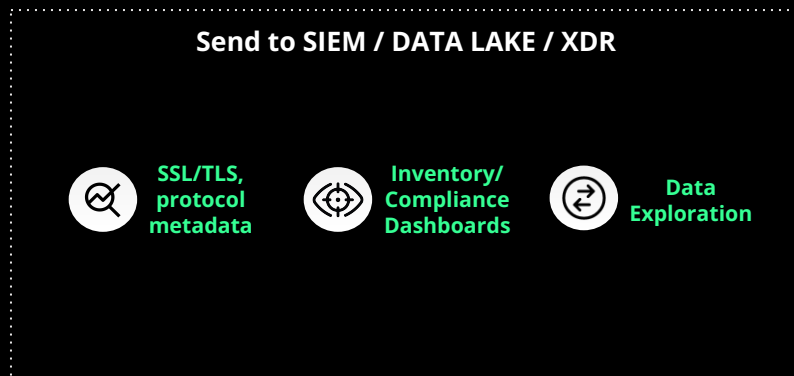 Send to SIEM / DATA LAKE / XDR
SSL/TLS,
protocol
metadata
Inventory/
Compliance
Dashboards
Data
Exploration